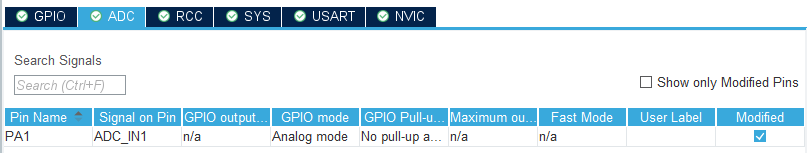 GPIO ADC RCC SYS USART NVIC
Search Signals
Search (Ctrl+F)
Show only Modified Pins
Pin Name Signal on Pin GPIO output... GPIO mode GPIO Pull-u... Maximum ou... Fast Mode User Label Modified
PA1 ADC_IN1 n/a Analog mode No pull-up a... n/a n/a